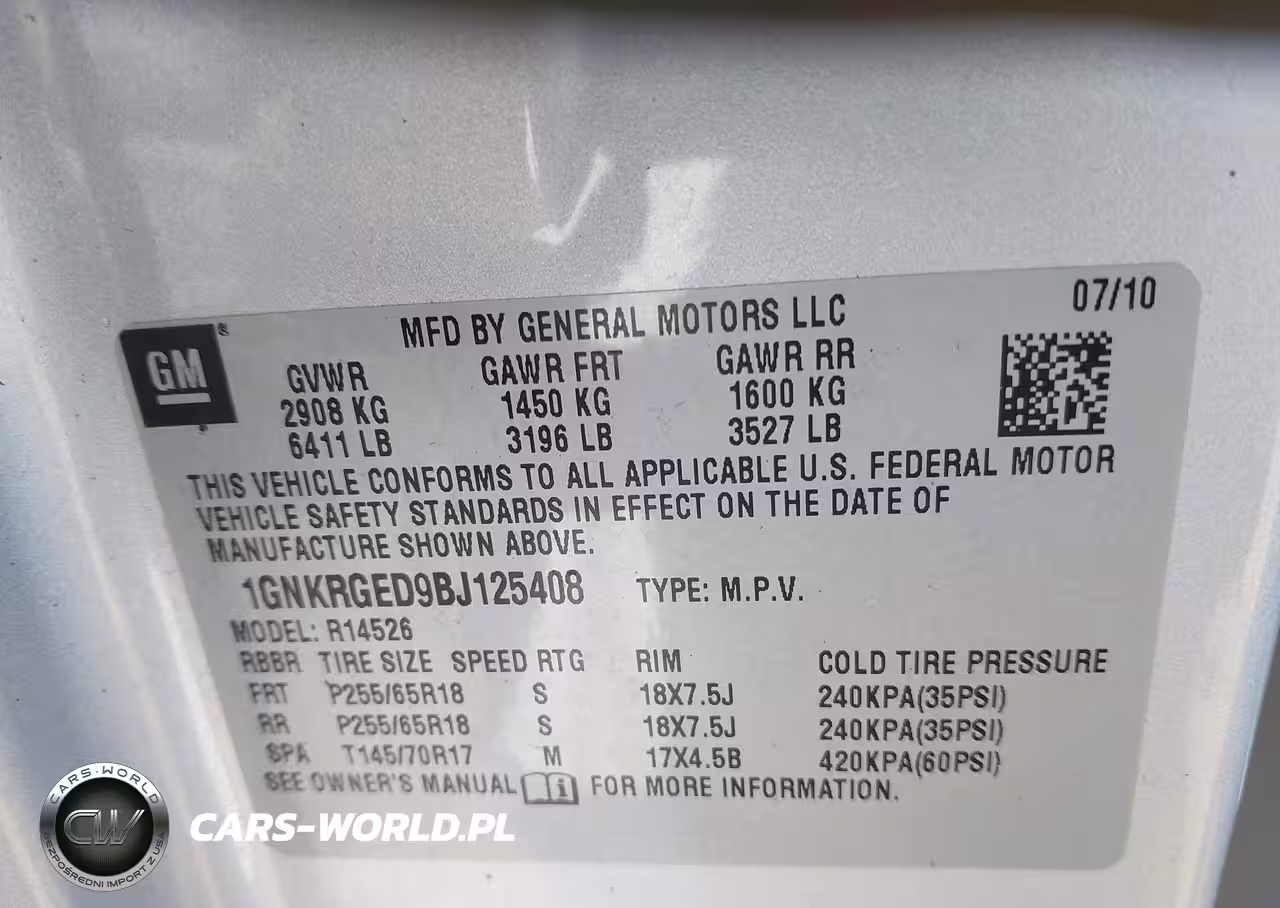 07/10
MFD BY GENERAL MOTORS LLC
GM®
GVWR GAWR FRT GAWR RR
2908 KG 1450 KG 1600 KG
6411 LB 3196 LB 3527 LB
THIS VEHICLE CONFORMS TO ALL APPLICABLE U.S. FEDERAL MOTOR
VEHICLE SAFETY STANDARDS IN EFFECT ON THE DATE OF
MANUFACTURE SHOWN ABOVE.
1GNKRGED9BJ125408 TYPE: M.P.V.
MODEL: R14526
RBBR TIRE SIZE SPEED RTG RIM COLD TIRE PRESSURE
FRT P255/65R18 S 18X7.5J 240KPA(35PSI)
RR P255/65R18 S 18X7.5J 240KPA(35PSI)
SPA T145/70R17 M 17X4.5B 420KPA(60PSI)
SEE OWNER'S MANUAL FOR MORE INFORMATION.
CARS-WORLD
CW
BEZPOŚREDNI IMPORT Z USA
CARS-WORLD.PL